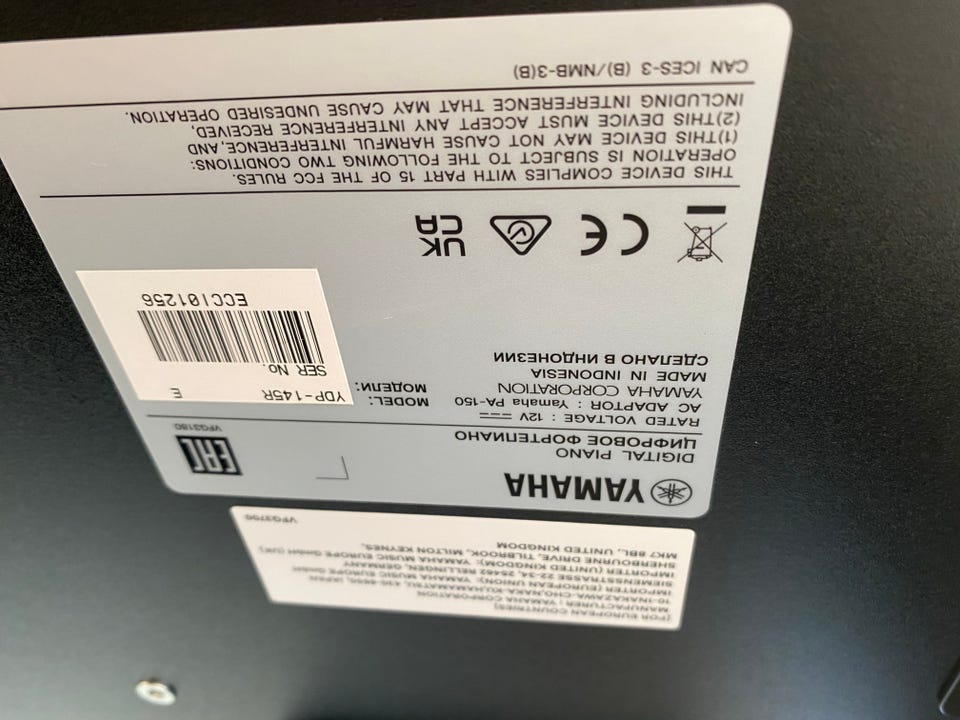 YAMAHA
DIGITAL PIANO
ЦИФРОВОЕ ФОРТЕПИАНО
EAC
VFG3180
RATED VOLTAGE : 12V
AC ADAPTOR : Yamaha PA-150
YAMAHA CORPORATION
MADE IN INDONESIA
СДЕЛАНО В ИНДОНЕЗИИ
MODEL:
МОДЕЛИ:
YDP-145R E
SER No.
ECCI01256
CE
UK
CA
THIS DEVICE COMPLIES WITH PART 15 OF THE FCC RULES.
OPERATION IS SUBJECT TO THE FOLLOWING TWO CONDITIONS:
(1)THIS DEVICE MAY NOT CAUSE HARMFUL INTERFERENCE,AND
(2)THIS DEVICE MUST ACCEPT ANY INTERFERENCE RECEIVED,
INCLUDING INTERFERENCE THAT MAY CAUSE UNDESIRED OPERATION.
CAN ICES-3 (B)/NMB-3(B)
(FOR EUROPEAN COUNTRIES)
MANUFACTURER : YAMAHA CORPORATION
10-1NAKAZAWA-CHO,NAKA-KU,HAMAMATSU, 430-8650, JAPAN
IMPORTER (EUROPEAN UNION): YAMAHA MUSIC EUROPE GmbH
SIEMENSSTRASSE 22-34, 25462 RELLINGEN, GERMANY
IMPORTER (UNITED KINGDOM): YAMAHA MUSIC EUROPE GmbH (UK)
SHERBOURNE DRIVE, TILBROOK, MILTON KEYNES,
MK7 8BL, UNITED KINGDOM